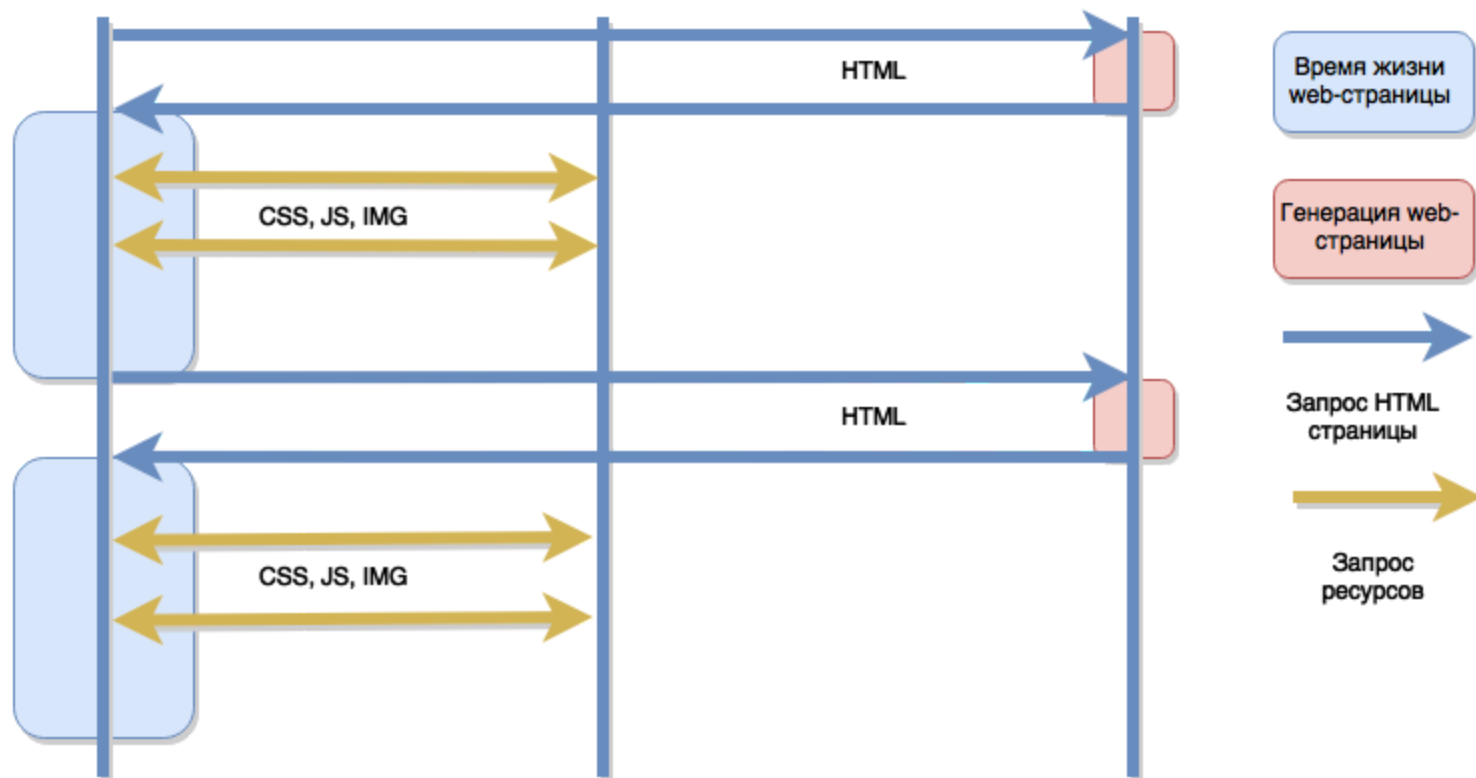 HTML
CSS, JS, IMG
HTML
CSS, JS, IMG
Время жизни
web-страницы
Генерация web-
страницы
Запрос HTML
страницы
Запрос
ресурсов